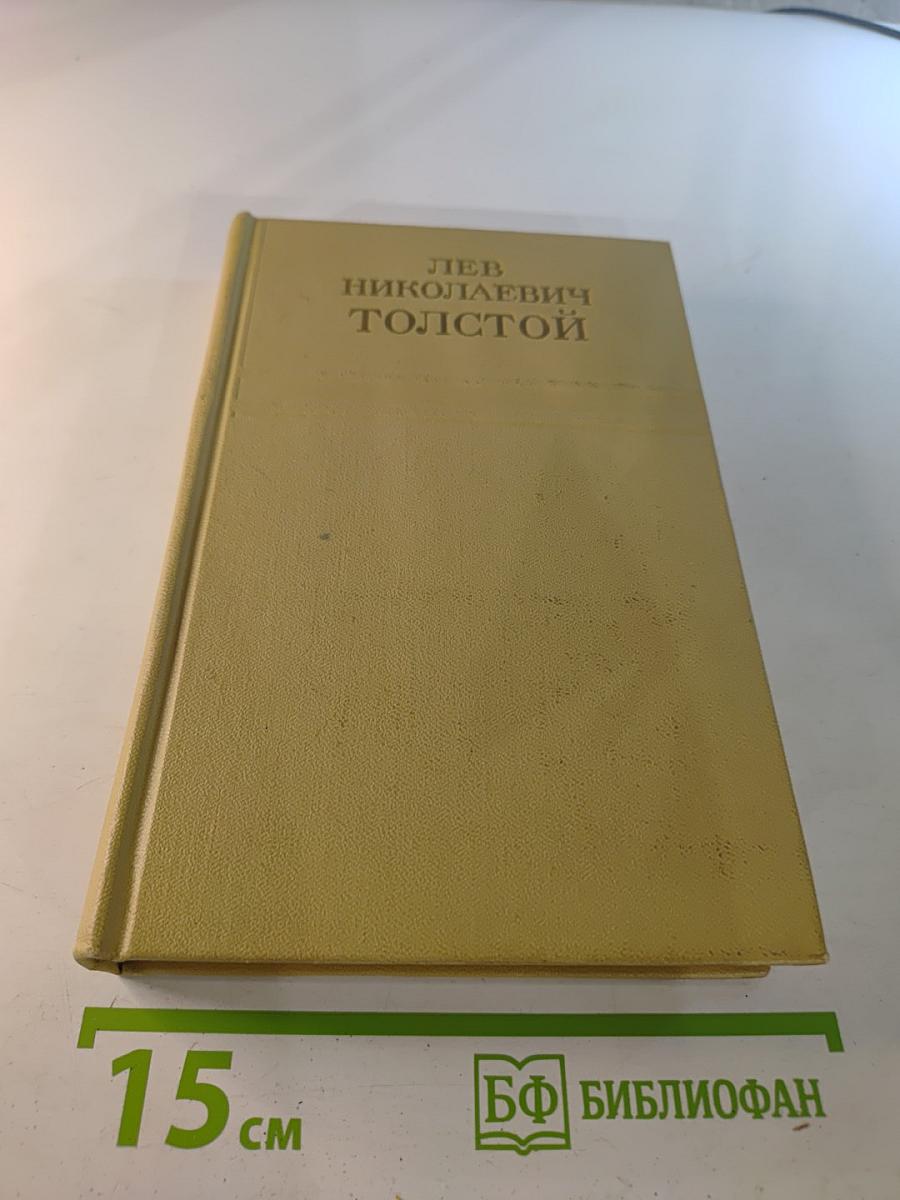 ЛЕВ
НИКОЛАЕВИЧ
ТОЛСТОЙ
15 см
БФ БИБЛИОФАН